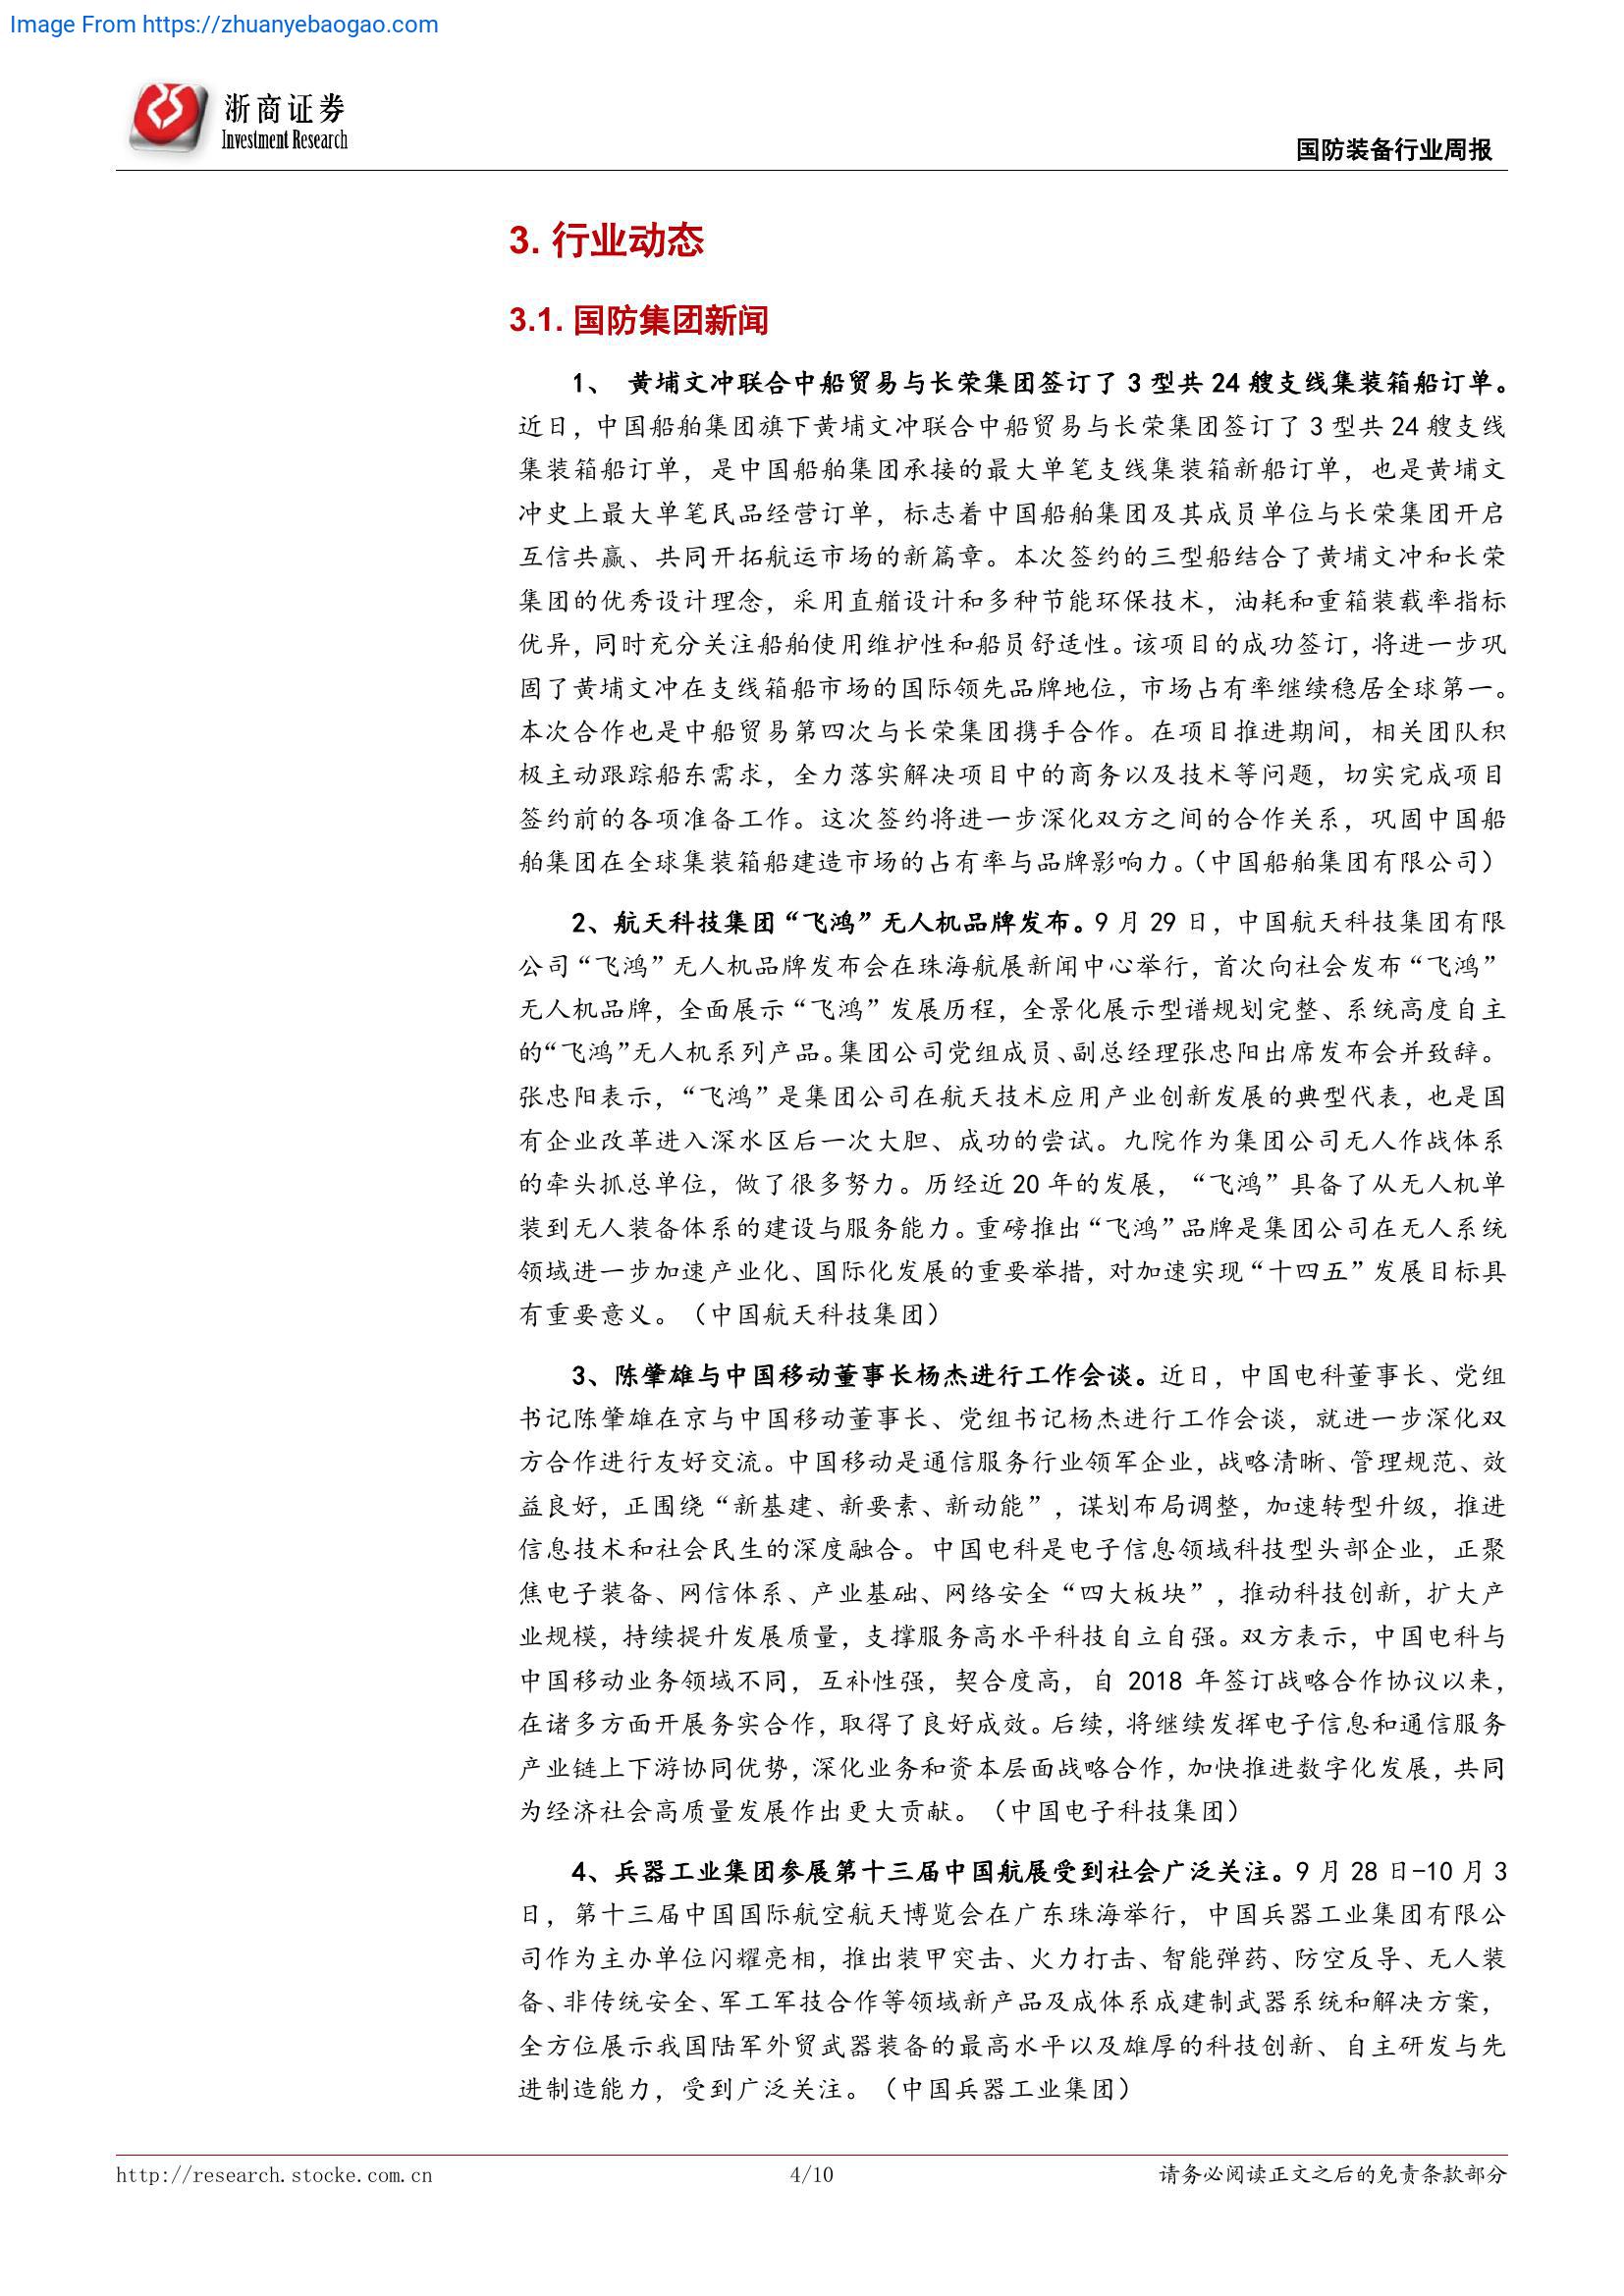 Image From https://zhuanyebaogao.com
浙商证券
Investment Research
国防装备行业周报
3. 行业动态
3.1. 国防集团新闻
1、 黄埔文冲联合中船贸易与长荣集团签订了 3 型共 24 艘支线集装箱船订单。
近日，中国船舶集团旗下黄埔文冲联合中船贸易与长荣集团签订了 3 型共 24 艘支线
集装箱船订单，是中国船舶集团承接的最大单笔支线集装箱新船订单，也是黄埔文
冲史上最大单笔民品经营订单，标志着中国船舶集团及其成员单位与长荣集团开启
互信共赢、共同开拓航运市场的新篇章。本次签约的三型船结合了黄埔文冲和长荣
集团的优秀设计理念，采用直艏设计和多种节能环保技术，油耗和重箱装载率指标
优异，同时充分关注船舶使用维护性和船员舒适性。该项目的成功签订，将进一步巩
固了黄埔文冲在支线箱船市场的国际领先品牌地位，市场占有率继续稳居全球第一。
本次合作也是中船贸易第四次与长荣集团携手合作。在项目推进期间，相关团队积
极主动跟踪船东需求，全力落实解决项目中的商务以及技术等问题，切实完成项目
签约前的各项准备工作。这次签约将进一步深化双方之间的合作关系，巩固中国船
舶集团在全球集装箱船建造市场的占有率与品牌影响力。（中国船舶集团有限公司）
2、航天科技集团“飞鸿”无人机品牌发布。9 月 29 日，中国航天科技集团有限
公司“飞鸿”无人机品牌发布会在珠海航展新闻中心举行，首次向社会发布“飞鸿”
无人机品牌，全面展示“飞鸿”发展历程，全景化展示型谱规划完整、系统高度自主
的“飞鸿”无人机系列产品。集团公司党组成员、副总经理张忠阳出席发布会并致辞。
张忠阳表示，“飞鸿”是集团公司在航天技术应用产业创新发展的典型代表，也是国
有企业改革进入深水区后一次大胆、成功的尝试。九院作为集团公司无人作战体系
的牵头抓总单位，做了很多努力。历经近 20 年的发展，“飞鸿”具备了从无人机单
装到无人装备体系的建设与服务能力。重磅推出“飞鸿”品牌是集团公司在无人系统
领域进一步加速产业化、国际化发展的重要举措，对加速实现“十四五”发展目标具
有重要意义。（中国航天科技集团）
3、陈肇雄与中国移动董事长杨杰进行工作会谈。近日，中国电科董事长、党组
书记陈肇雄在京与中国移动董事长、党组书记杨杰进行工作会谈，就进一步深化双
方合作进行友好交流。中国移动是通信服务行业领军企业，战略清晰、管理规范、效
益良好，正围绕“新基建、新要素、新动能”，谋划布局调整，加速转型升级，推进
信息技术和社会民生的深度融合。中国电科是电子信息领域科技型头部企业，正聚
焦电子装备、网信体系、产业基础、网络安全“四大板块”，推动科技创新，扩大产
业规模，持续提升发展质量，支撑服务高水平科技自立自强。双方表示，中国电科与
中国移动业务领域不同，互补性强，契合度高，自 2018 年签订战略合作协议以来，
在诸多方面开展务实合作，取得了良好成效。后续，将继续发挥电子信息和通信服务
产业链上下游协同优势，深化业务和资本层面战略合作，加快推进数字化发展，共同
为经济社会高质量发展作出更大贡献。（中国电子科技集团）
4、兵器工业集团参展第十三届中国航展受到社会广泛关注。9 月 28 日-10 月 3
日，第十三届中国国际航空航天博览会在广东珠海举行，中国兵器工业集团有限公
司作为主办单位闪耀亮相，推出装甲突击、火力打击、智能弹药、防空反导、无人装
备、非传统安全、军工军技合作等领域新产品及成体系成建制武器系统和解决方案，
全方位展示我国陆军外贸武器装备的最高水平以及雄厚的科技创新、自主研发与先
进制造能力，受到广泛关注。（中国兵器工业集团）
http://research.stocke.com.cn
4/10
请务必阅读正文之后的免责条款部分